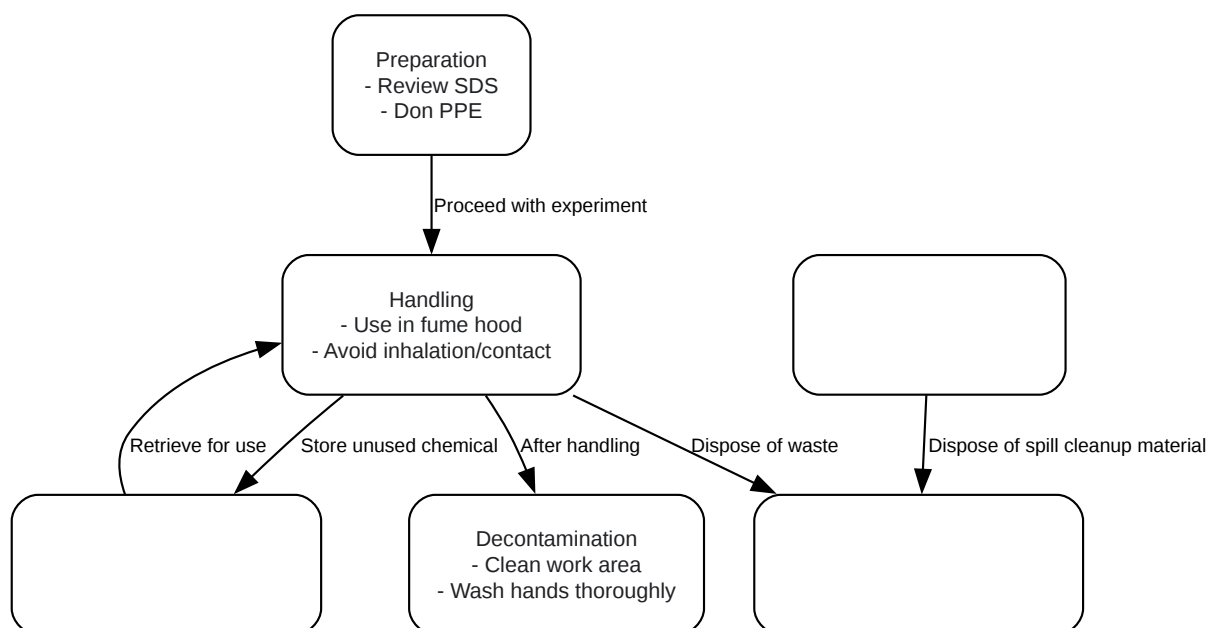 Preparation
- Review SDS
- Don PPE
Proceed with experiment
Handling
- Use in fume hood
- Avoid inhalation/contact
Retrieve for use
Store unused chemical
After handling
Dispose of waste
Dispose of spill cleanup material
Decontamination
- Clean work area
- Wash hands thoroughly